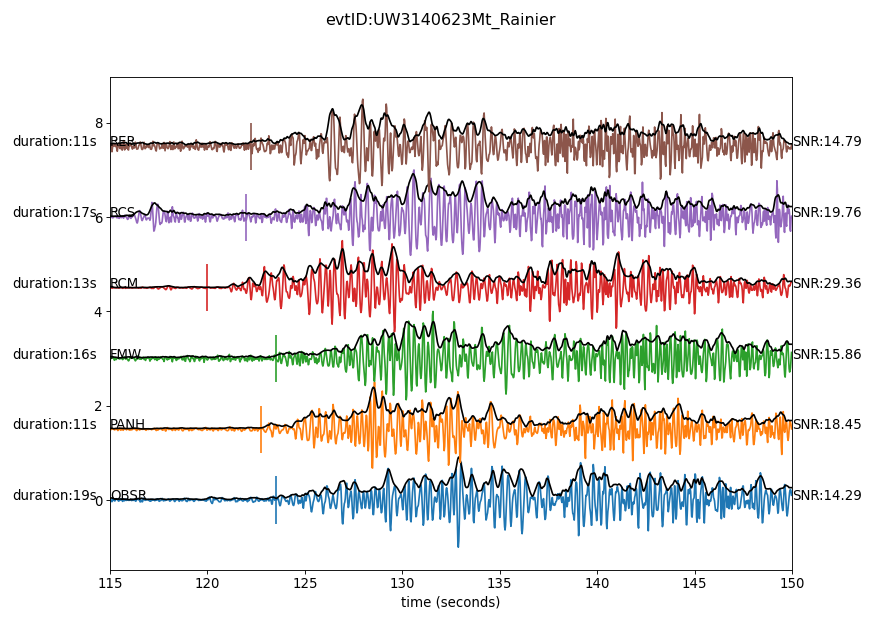 evtID:UW3140623Mt_Rainier
8
duration:11s RER SNR:14.79
duration:17s RCS SNR:19.76
6
duration:13s RCM SNR:29.36
4
duration:16s FMW SNR:15.86
2
duration:11s PANH SNR:18.45
duration:19s OBSR SNR:14.29
0
115 120 125 130 135 140 145 150
time (seconds)